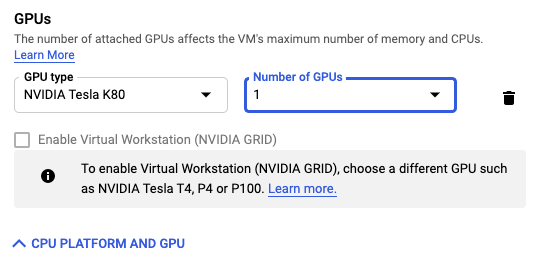 GPUs
The number of attached GPUs affects the VM's maximum number of memory and CPUs.
Learn More
GPU type
NVIDIA Tesla K80
Number of GPUs
1
Enable Virtual Workstation (NVIDIA GRID)
To enable Virtual Workstation (NVIDIA GRID), choose a different GPU such
as NVIDIA Tesla T4, P4 or P100. Learn more.
CPU PLATFORM AND GPU